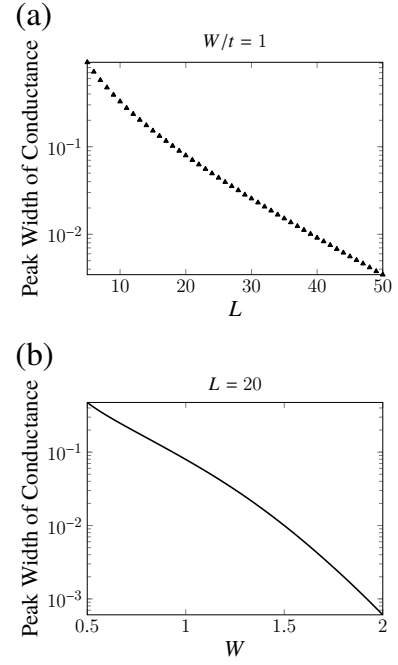 (a)
W/t = 1
Peak Width of Conductance
10⁻¹
10⁻²
10 20 30 40 50
L
(b)
L = 20
Peak Width of Conductance
10⁻¹
10⁻²
10⁻³
0.5 1 1.5 2
W